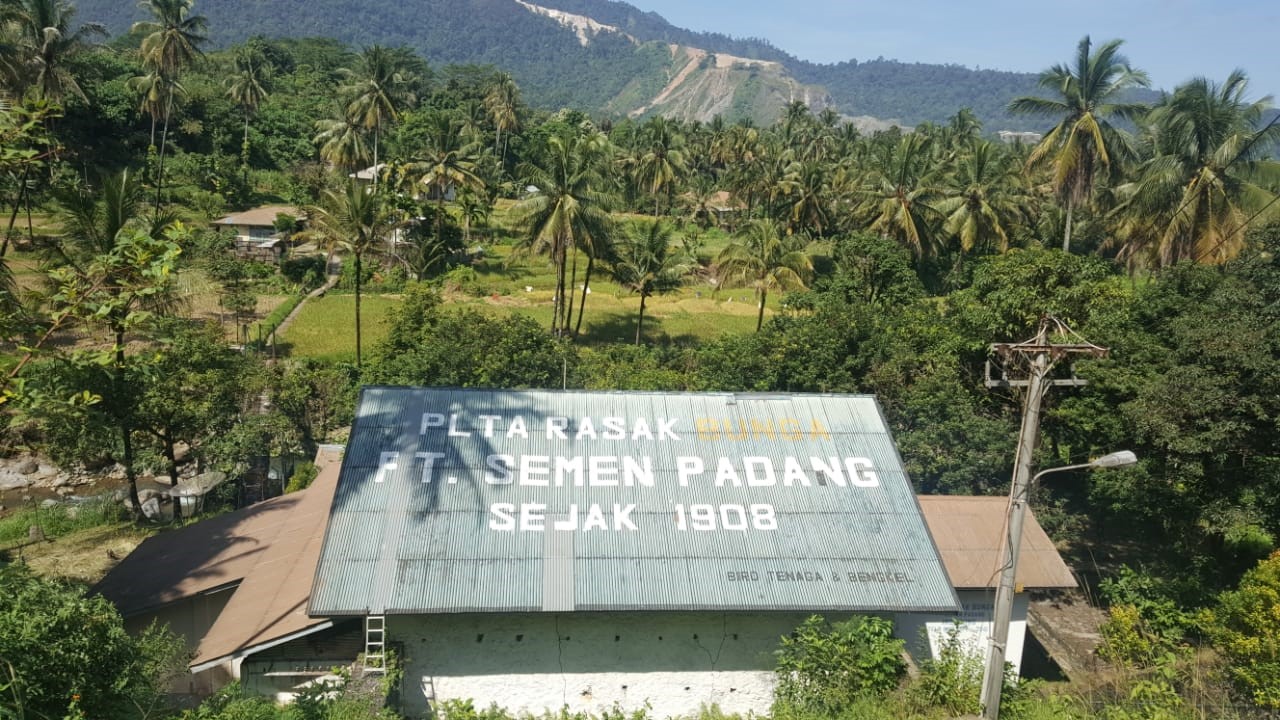 PLTA RASAK BUNGA
PT. SEMEN PADANG
SEJAK 1908
BIRO TENAGA & BENGKEL